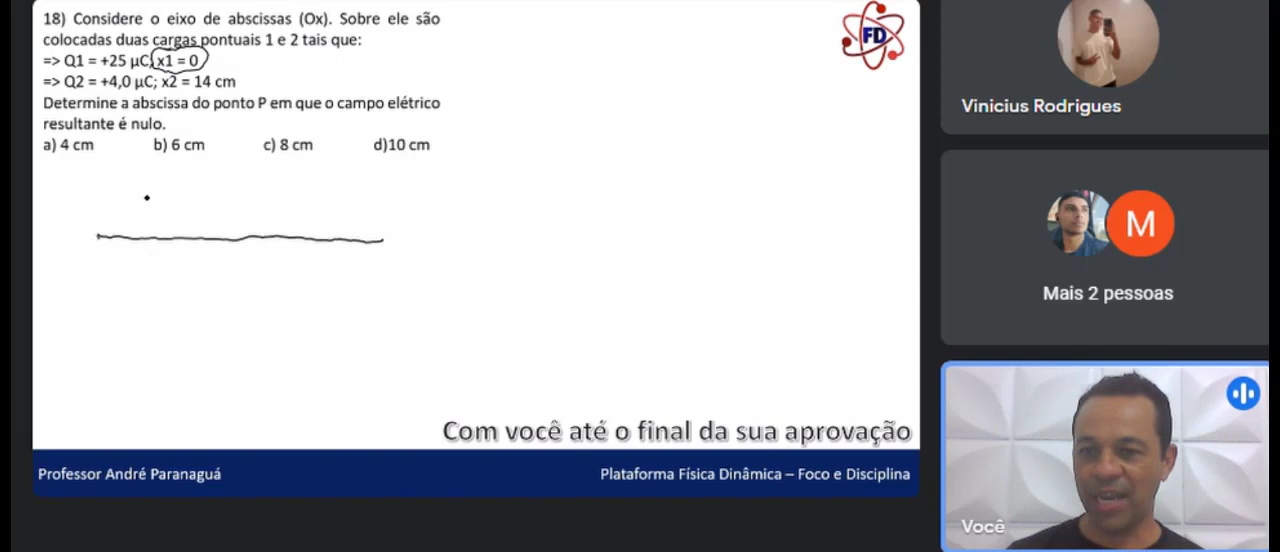 18) Considere o eixo de abscissas (Ox). Sobre ele são
colocadas duas cargas pontuais 1 e 2 tais que:
=> Q1 = +25 µC; x1 = 0
=> Q2 = +4,0 µC; x2 = 14 cm
Determine a abscissa do ponto P em que o campo elétrico
resultante é nulo.
a) 4 cm b) 6 cm c) 8 cm d)10 cm
FD
Com você até o final da sua aprovação
Professor André Paranaguá Plataforma Física Dinâmica – Foco e Disciplina
Vinicius Rodrigues
M
Mais 2 pessoas
Você